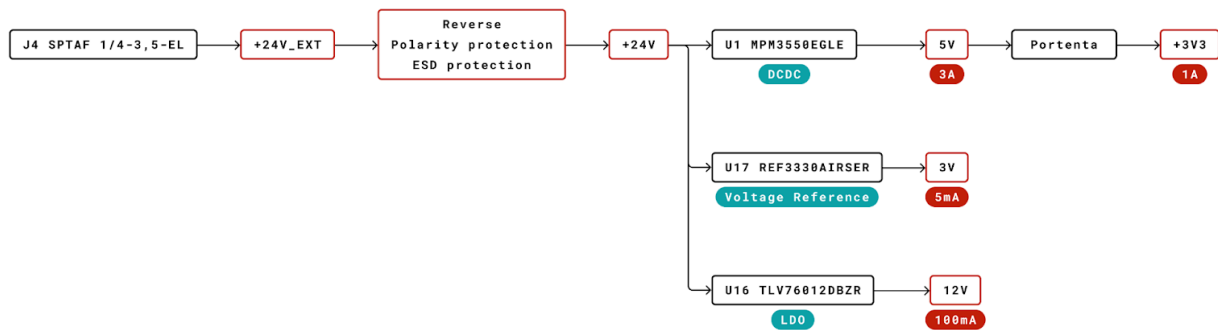 J4 SPTAF 1/4-3,5-EL
+24V_EXT
Reverse
Polarity protection
ESD protection
+24V
U1 MPM3550EGLE
DCDC
5V
3A
Portenta
+3V3
1A
U17 REF3330AIRSER
Voltage Reference
3V
5mA
U16 TLV76012DBZR
LDO
12V
100mA